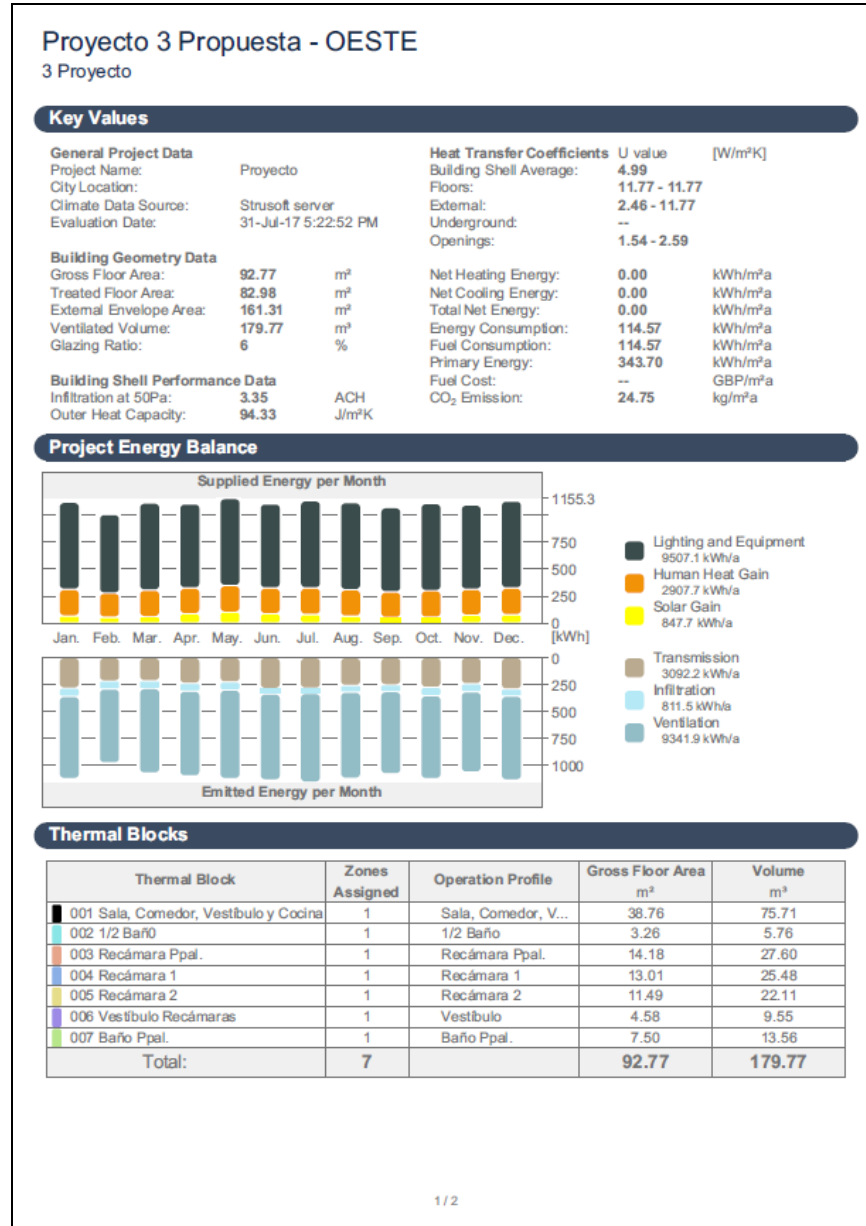 Proyecto 3 Propuesta - OESTE
3 Proyecto
Key Values
General Project Data
Project Name: Proyecto
City Location:
Climate Data Source: Strusoft server
Evaluation Date: 31-Jul-17 5:22:52 PM
Building Geometry Data
Gross Floor Area: 92.77 m²
Treated Floor Area: 82.98 m²
External Envelope Area: 161.31 m²
Ventilated Volume: 179.77 m³
Glazing Ratio: 6 %
Building Shell Performance Data
Infiltration at 50Pa: 3.35 ACH
Outer Heat Capacity: 94.33 J/m²K
Heat Transfer Coefficients U value [W/m²K]
Building Shell Average: 4.99
Floors: 11.77 - 11.77
External: 2.46 - 11.77
Underground: --
Openings: 1.54 - 2.59
Net Heating Energy: 0.00 kWh/m²a
Net Cooling Energy: 0.00 kWh/m²a
Total Net Energy: 0.00 kWh/m²a
Energy Consumption: 114.57 kWh/m²a
Fuel Consumption: 114.57 kWh/m²a
Primary Energy: 343.70 kWh/m²a
Fuel Cost: -- GBP/m²a
CO₂ Emission: 24.75 kg/m²a
Project Energy Balance
Supplied Energy per Month
1155.3
750
500
250
0
Jan. Feb. Mar. Apr. May. Jun. Jul. Aug. Sep. Oct. Nov. Dec. [kWh]
0
250
500
750
1000
Emitted Energy per Month
Lighting and Equipment
9507.1 kWh/a
Human Heat Gain
2907.7 kWh/a
Solar Gain
847.7 kWh/a
Transmission
3092.2 kWh/a
Infiltration
811.5 kWh/a
Ventilation
9341.9 kWh/a
Thermal Blocks
Thermal Block Zones Assigned Operation Profile Gross Floor Area m² Volume m³
001 Sala, Comedor, Vestíbulo y Cocina 1 Sala, Comedor, V... 38.76 75.71
002 1/2 Bañ0 1 1/2 Baño 3.26 5.76
003 Recámara Ppal. 1 Recámara Ppal. 14.18 27.60
004 Recámara 1 1 Recámara 1 13.01 25.48
005 Recámara 2 1 Recámara 2 11.49 22.11
006 Vestíbulo Recámaras 1 Vestíbulo 4.58 9.55
007 Baño Ppal. 1 Baño Ppal. 7.50 13.56
Total: 7 92.77 179.77
1 / 2